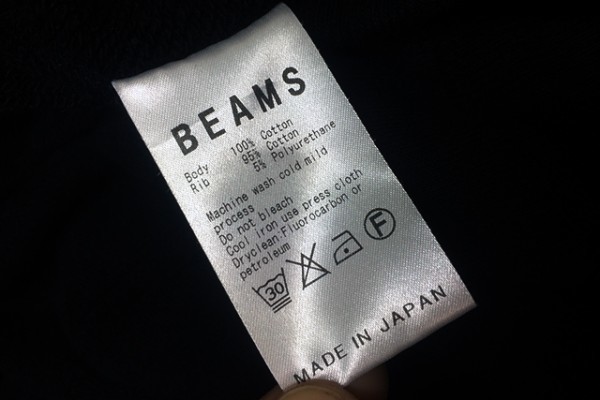 BEAMS
Body 100% Cotton
Rib 95% Cotton
5% Polyurethane
Machine wash cold mild
process
Do not bleach
Cool iron use press cloth
Dryclean:Fluorocarbon or
petroleum
30 F
MADE IN JAPAN